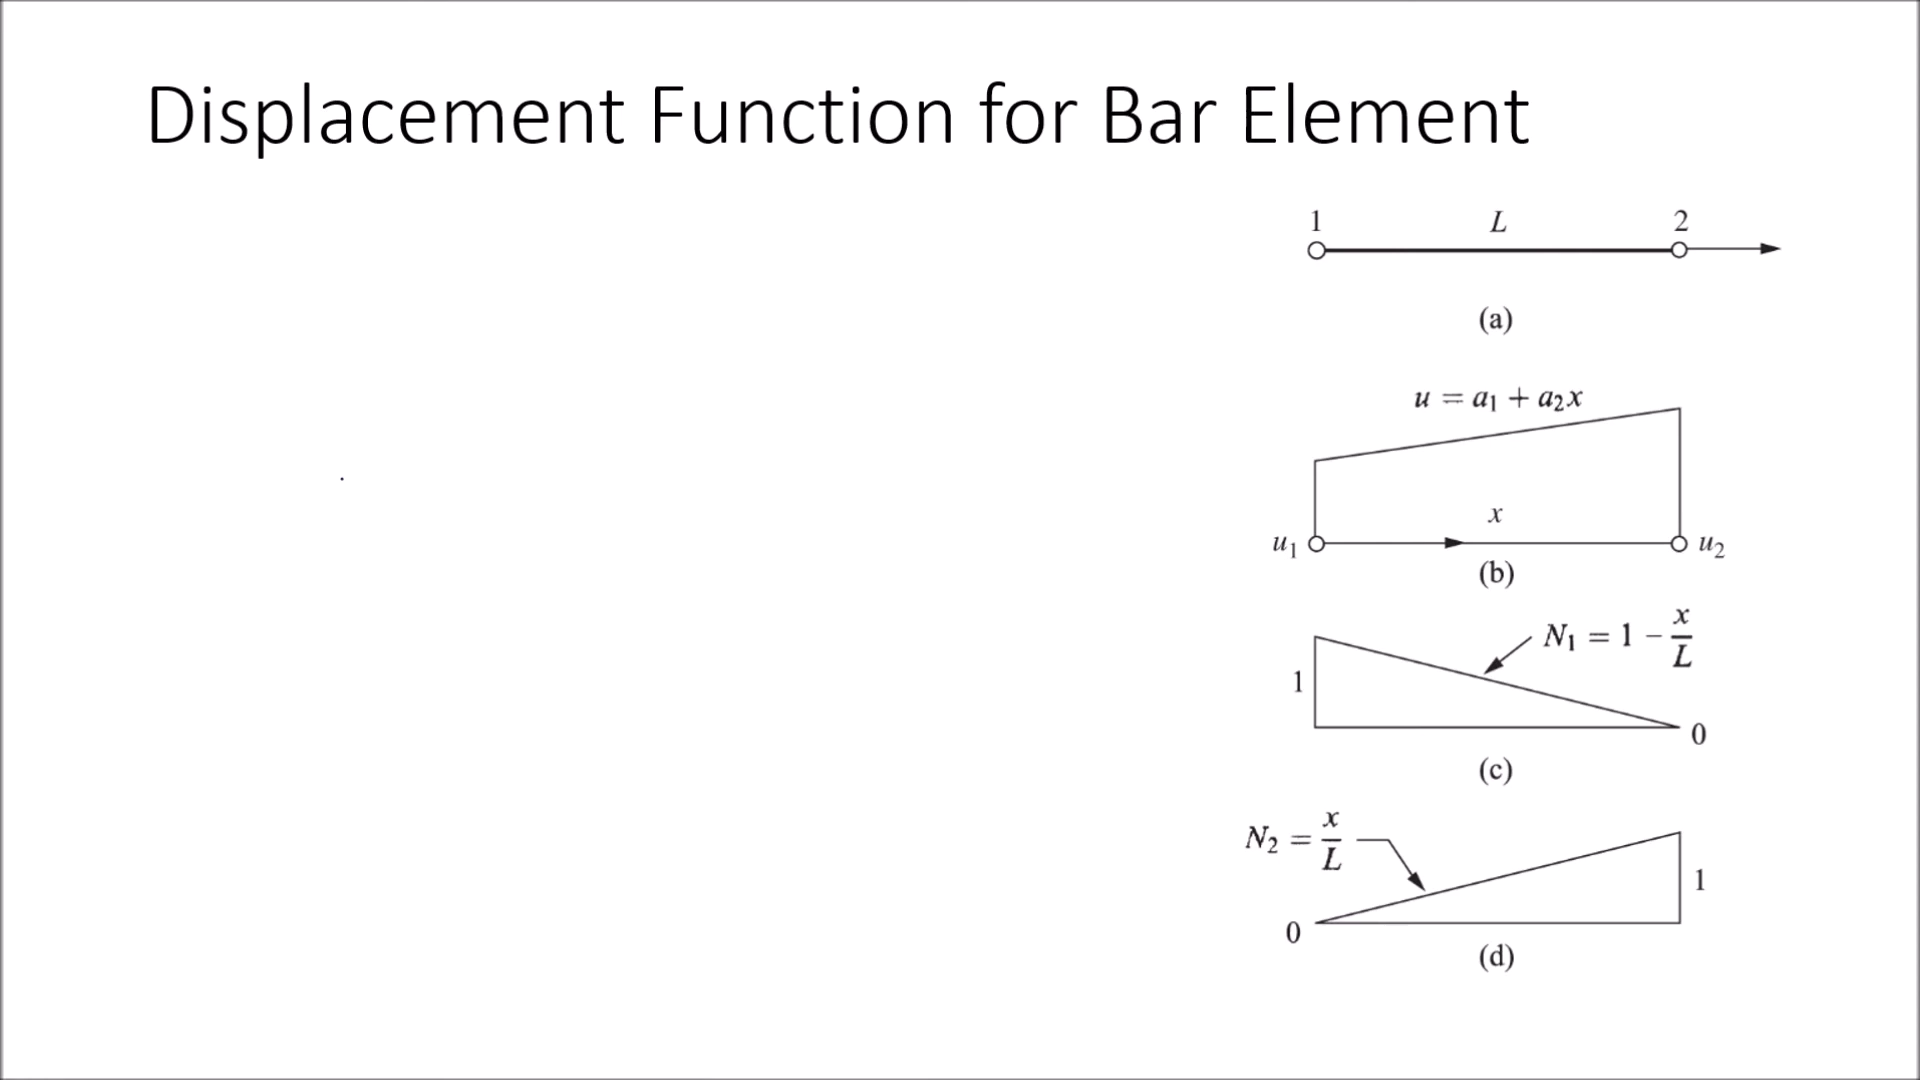 Displacement Function for Bar Element
1 L 2
(a)
u = a₁ + a₂x
x
u₁ u₂
(b)
N₁ = 1 − x/L
1
0
(c)
N₂ = x/L
1
0
(d)